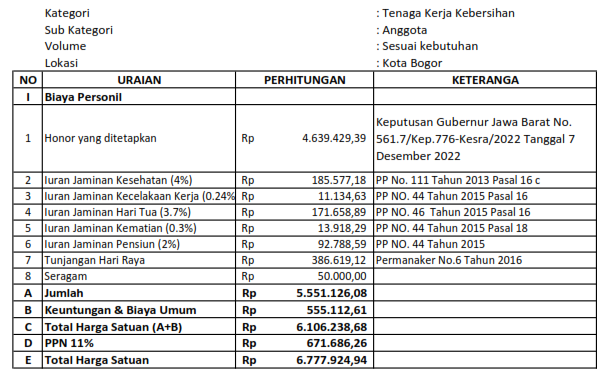 Kategori : Tenaga Kerja Kebersihan
Sub Kategori : Anggota
Volume : Sesuai kebutuhan
Lokasi : Kota Bogor
NO URAIAN PERHITUNGAN KETERANGA
I Biaya Personil
1 Honor yang ditetapkan Rp 4.639.429,39 Keputusan Gubernur Jawa Barat No. 561.7/Kep.776-Kesra/2022 Tanggal 7 Desember 2022
2 Iuran Jaminan Kesehatan (4%) Rp 185.577,18 PP No. 111 Tahun 2013 Pasal 16 c
3 Iuran Jaminan Kecelakaan Kerja (0.24% Rp 11.134,63 PP NO. 44 Tahun 2015 Pasal 16
4 Iuran Jaminan Hari Tua (3.7%) Rp 171.658,89 PP NO. 46 Tahun 2015 Pasal 16
5 Iuran Jaminan Kematian (0.3%) Rp 13.918,29 PP NO. 44 Tahun 2015 Pasal 18
6 Iuran Jaminan Pensiun (2%) Rp 92.788,59 PP NO. 44 Tahun 2015
7 Tunjangan Hari Raya Rp 386.619,12 Permanaker No.6 Tahun 2016
8 Seragam Rp 50.000,00
A Jumlah Rp 5.551.126,08
B Keuntungan & Biaya Umum Rp 555.112,61
C Total Harga Satuan (A+B) Rp 6.106.238,68
D PPN 11% Rp 671.686,26
E Total Harga Satuan Rp 6.777.924,94